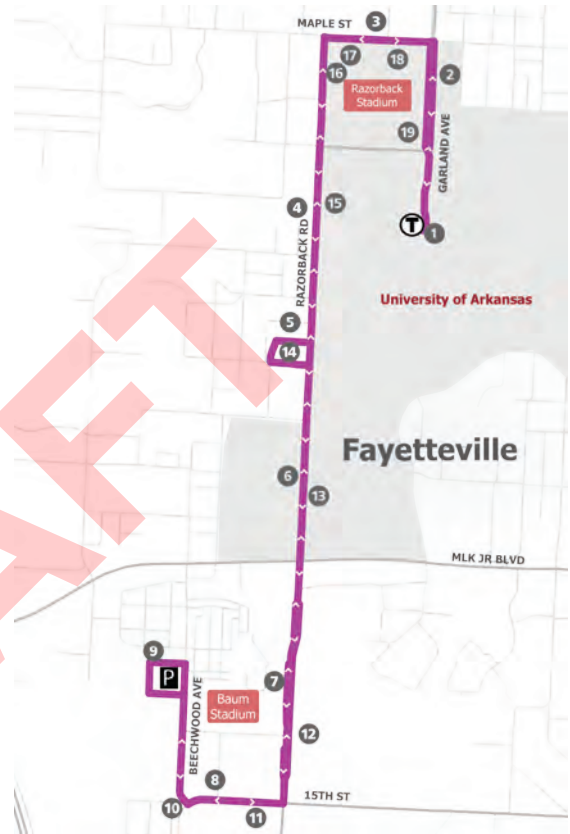 MAPLE ST
3
17
18
16
2
Razorback
Stadium
19
GARLAND AVE
4
15
RAZORBACK RD
T
1
University of Arkansas
5
14
Fayetteville
6
13
MLK JR BLVD
9
P
7
BEECHWOOD AVE
Baum
Stadium
12
8
15TH ST
10
11
AFT